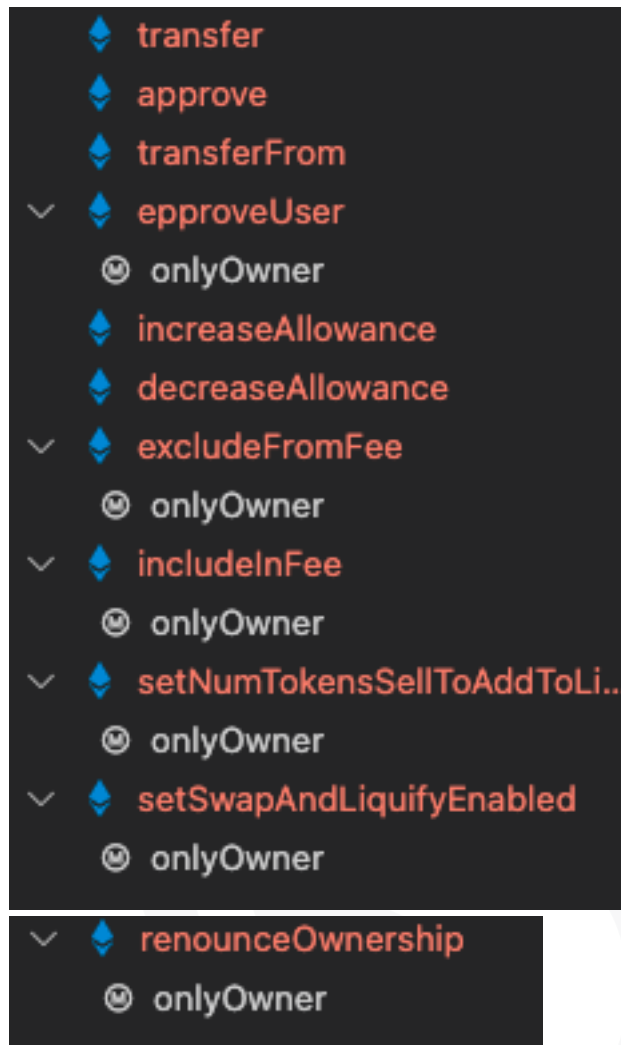 transfer
approve
transferFrom
epproveUser
onlyOwner
increaseAllowance
decreaseAllowance
excludeFromFee
onlyOwner
includeInFee
onlyOwner
setNumTokensSellToAddToLi...
onlyOwner
setSwapAndLiquifyEnabled
onlyOwner
renounceOwnership
onlyOwner